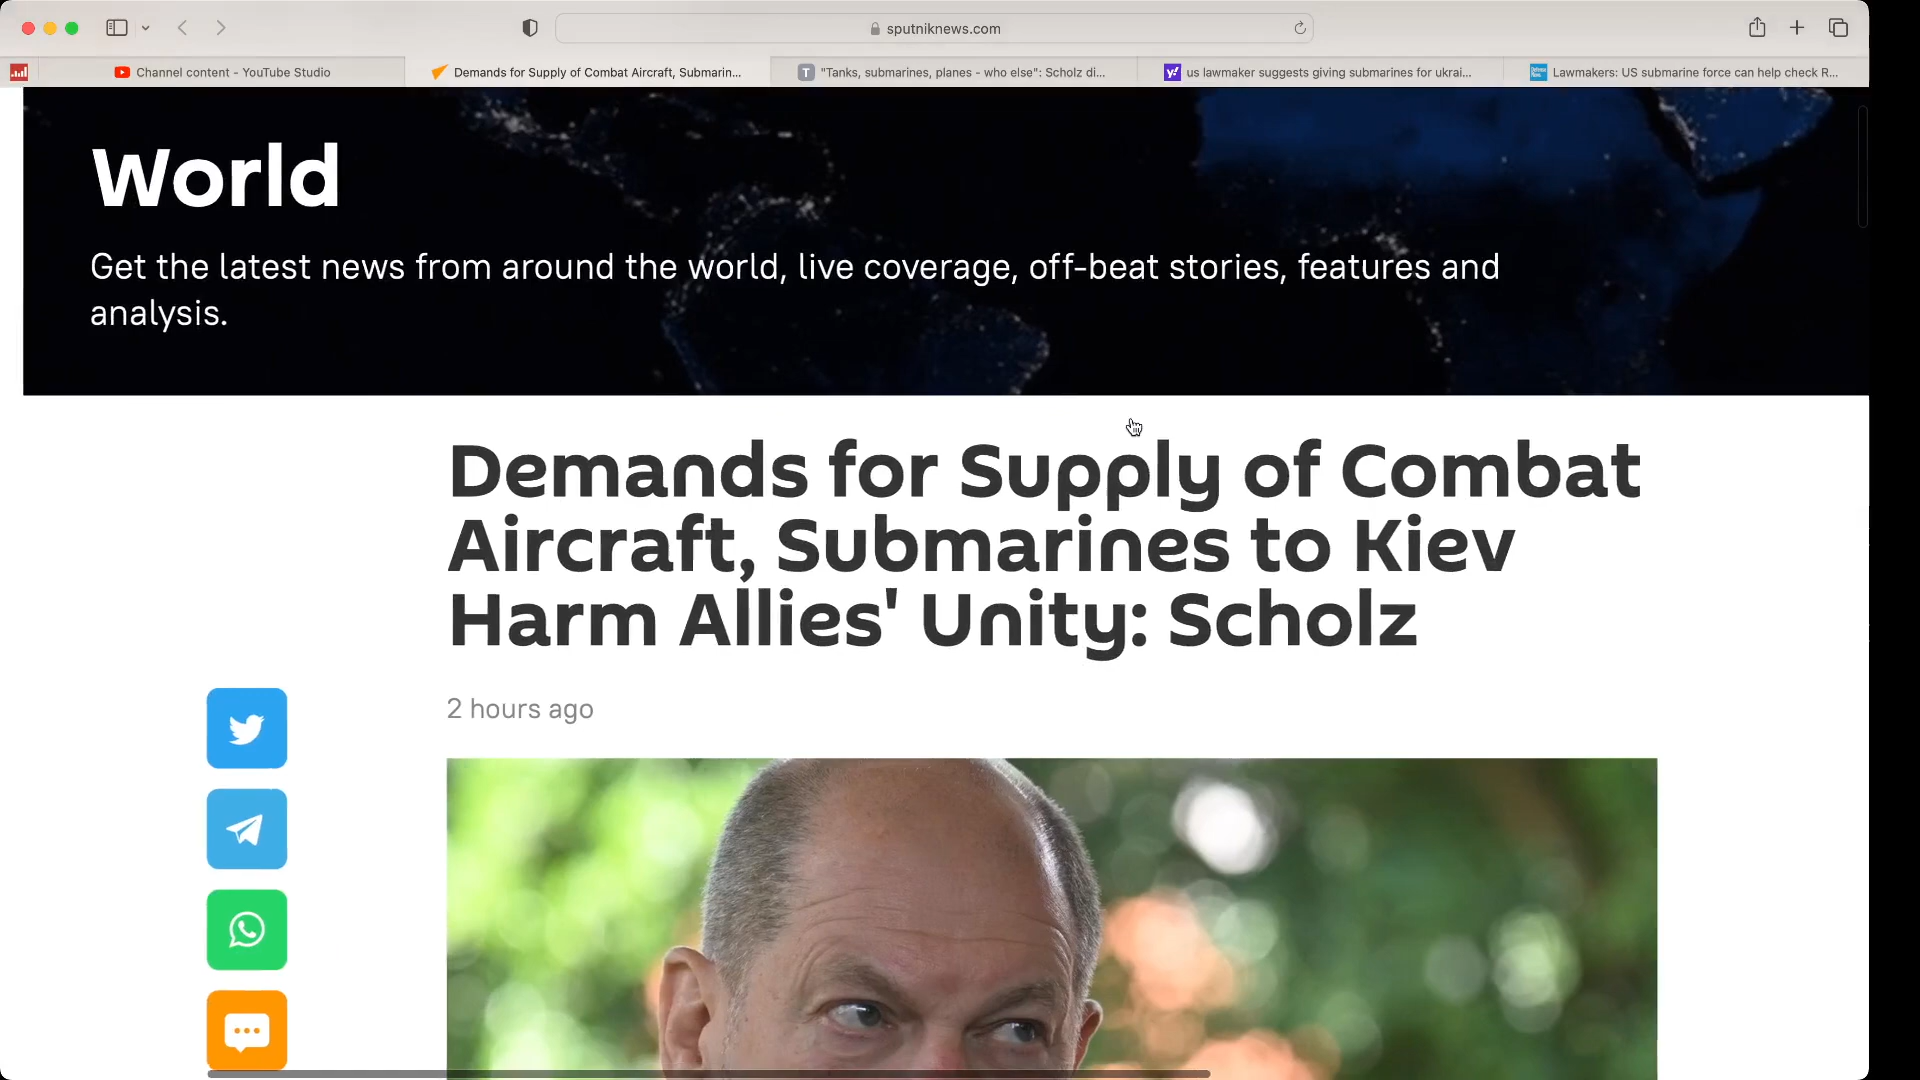 sputniknews.com
Channel content - YouTube Studio
Demands for Supply of Combat Aircraft, Submarin...
"Tanks, submarines, planes - who else": Scholz di...
us lawmaker suggests giving submarines for ukrai...
Lawmakers: US submarine force can help check R...
World
Get the latest news from around the world, live coverage, off-beat stories, features and
analysis.
Demands for Supply of Combat
Aircraft, Submarines to Kiev
Harm Allies' Unity: Scholz
2 hours ago